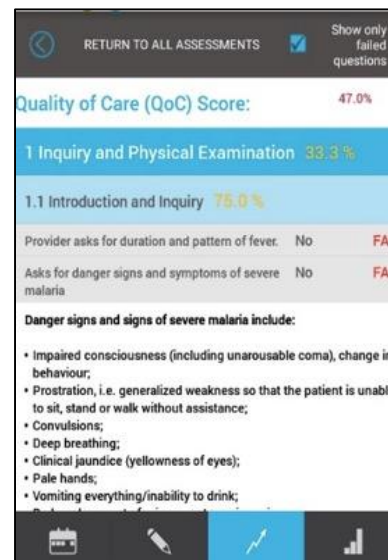 RETURN TO ALL ASSESSMENTS
Show only
failed
questions
Quality of Care (QoC) Score: 47.0%
1 Inquiry and Physical Examination 33.3 %
1.1 Introduction and Inquiry 75.0 %
Provider asks for duration and pattern of fever. No FA
Asks for danger signs and symptoms of severe No FA
malaria
Danger signs and signs of severe malaria include:
• Impaired consciousness (including unarousable coma), change in
behaviour;
• Prostration, i.e. generalized weakness so that the patient is unabl
to sit, stand or walk without assistance;
• Convulsions;
• Deep breathing;
• Clinical jaundice (yellowness of eyes);
• Pale hands;
• Vomiting everything/inability to drink;